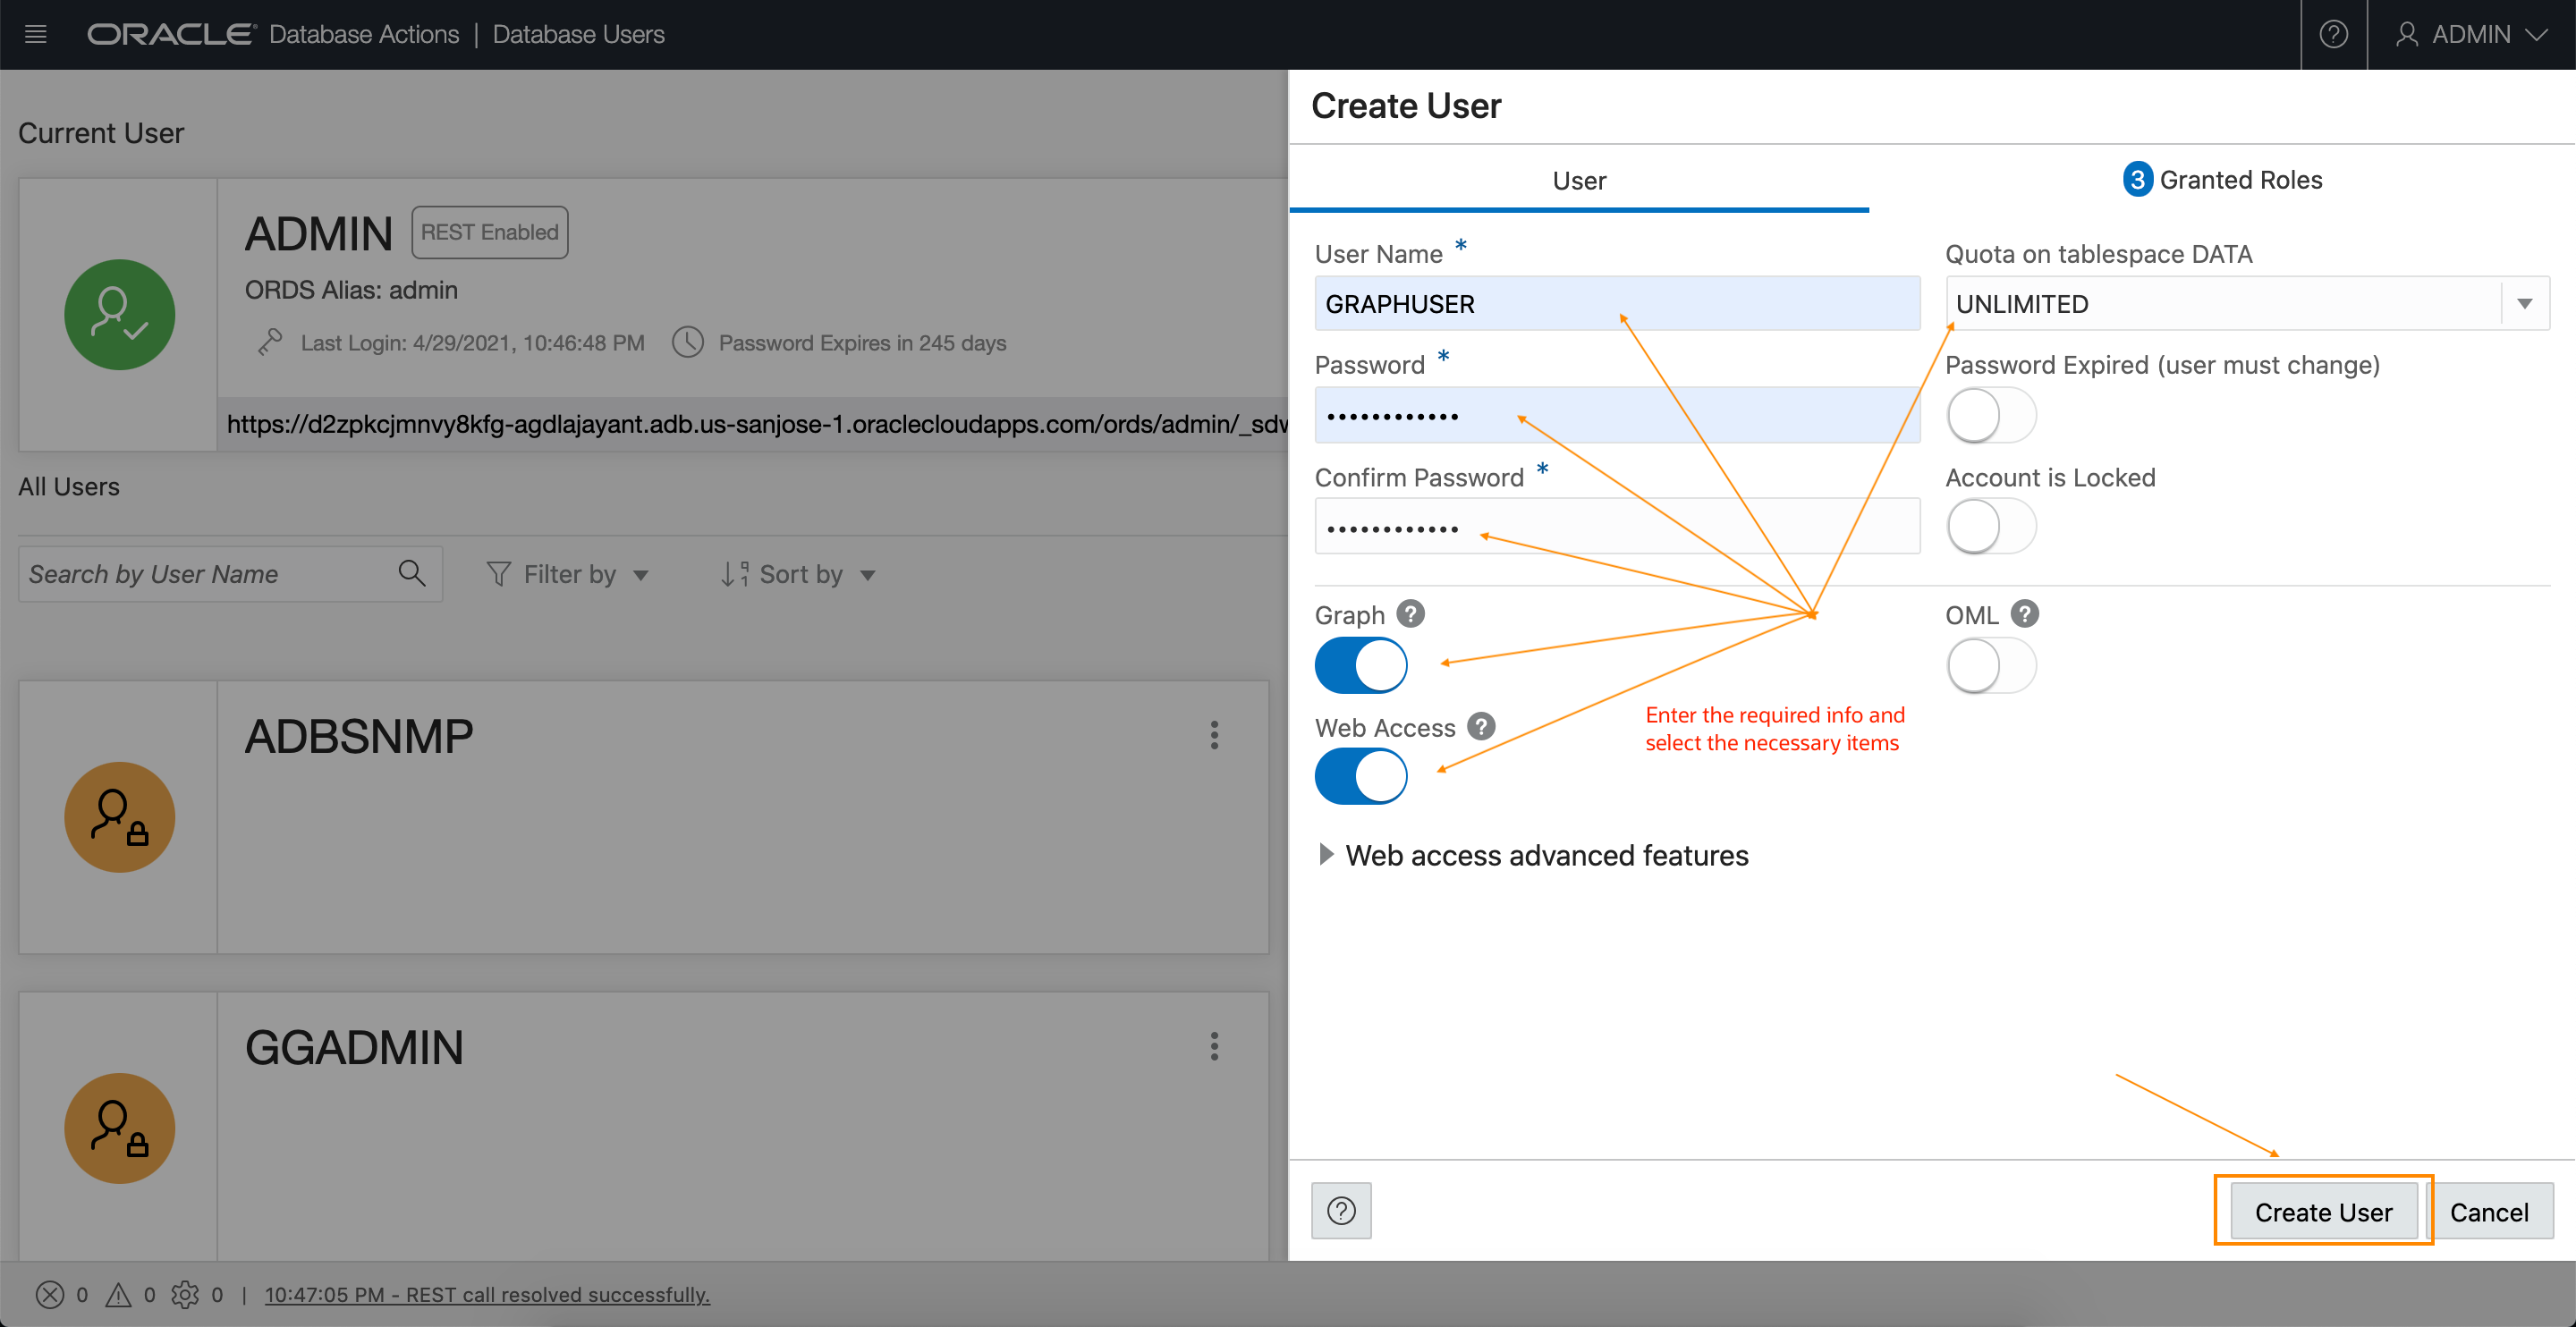 ORACLE Database Actions | Database Users
ADMIN
Current User
ADMIN REST Enabled
ORDS Alias: admin
Last Login: 4/29/2021, 10:46:48 PM Password Expires in 245 days
https://d2zpkcjmnvy8kfg-agdlajayant.adb.us-sanjose-1.oraclecloudapps.com/ords/admin/_sdw
All Users
Search by User Name Filter by Sort by
ADBSNMP
GGADMIN
0 0 0 | 10:47:05 PM - REST call resolved successfully.
Create User
User 3 Granted Roles
User Name * Quota on tablespace DATA
GRAPHUSER UNLIMITED
Password * Password Expired (user must change)
••••••••••••
Confirm Password * Account is Locked
••••••••••••
Graph ? OML ?
Enter the required info and
select the necessary items
Web Access ?
Web access advanced features
? Create User Cancel